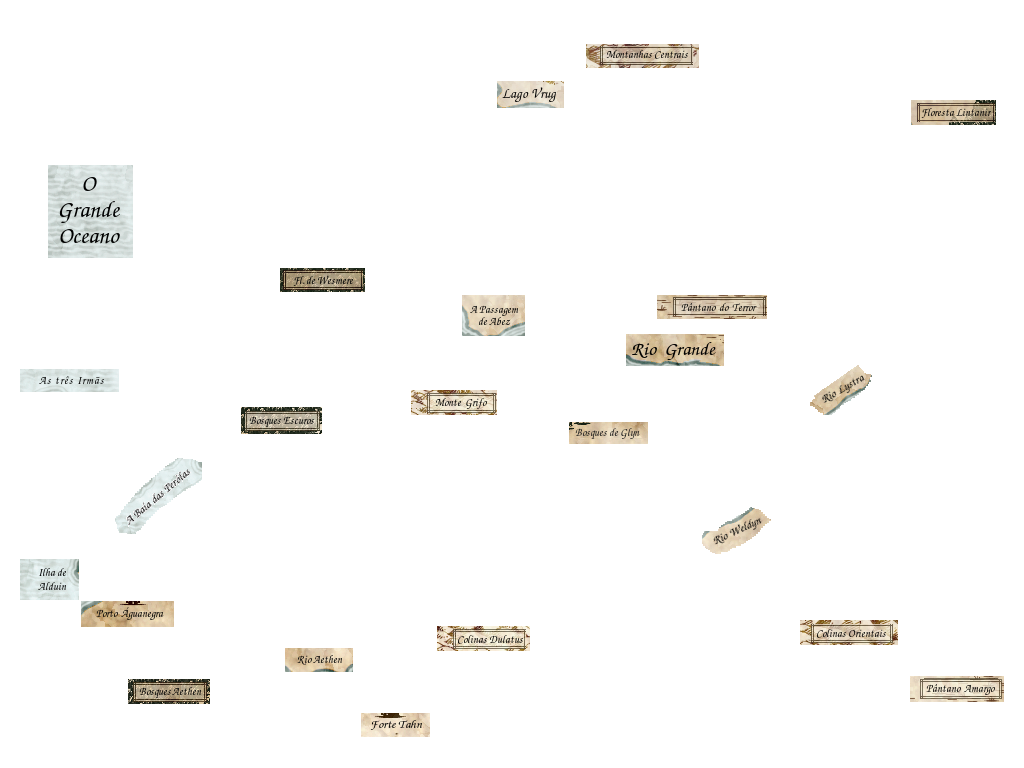 Montanhas Centrais
Lago Vrug
Floresta Lintanir
O
Grande
Oceano
Fl. de Wesmere
A Passagem
de Abez
Pântano do Terror
Rio Grande
As três Irmãs
Rio Lystra
Monte Grifo
Bosques Escuros
Bosques de Glyn
A Baía das Pérolas
Rio Weldyn
Ilha de
Alduin
Porto Águanegra
Colinas Dulatus
Colinas Orientais
Rio Aethen
Bosques Aethen
Pântano Amargo
Forte Tahn